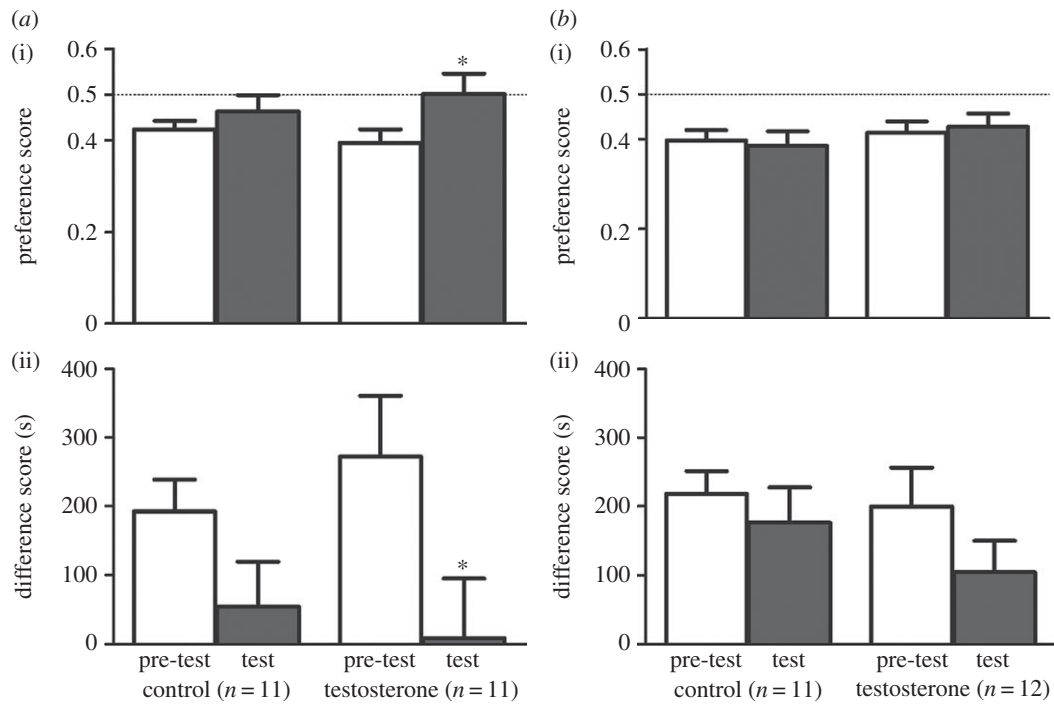 (a)
(i)
0.6
0.5
0.4
0.2
0
preference score
*
(ii)
400
300
200
100
0
difference score (s)
*
pre-test test pre-test test
control (n = 11) testosterone (n = 11)
(b)
(i)
0.6
0.5
0.4
0.2
0
preference score
(ii)
400
300
200
100
0
difference score (s)
pre-test test pre-test test
control (n = 11) testosterone (n = 12)